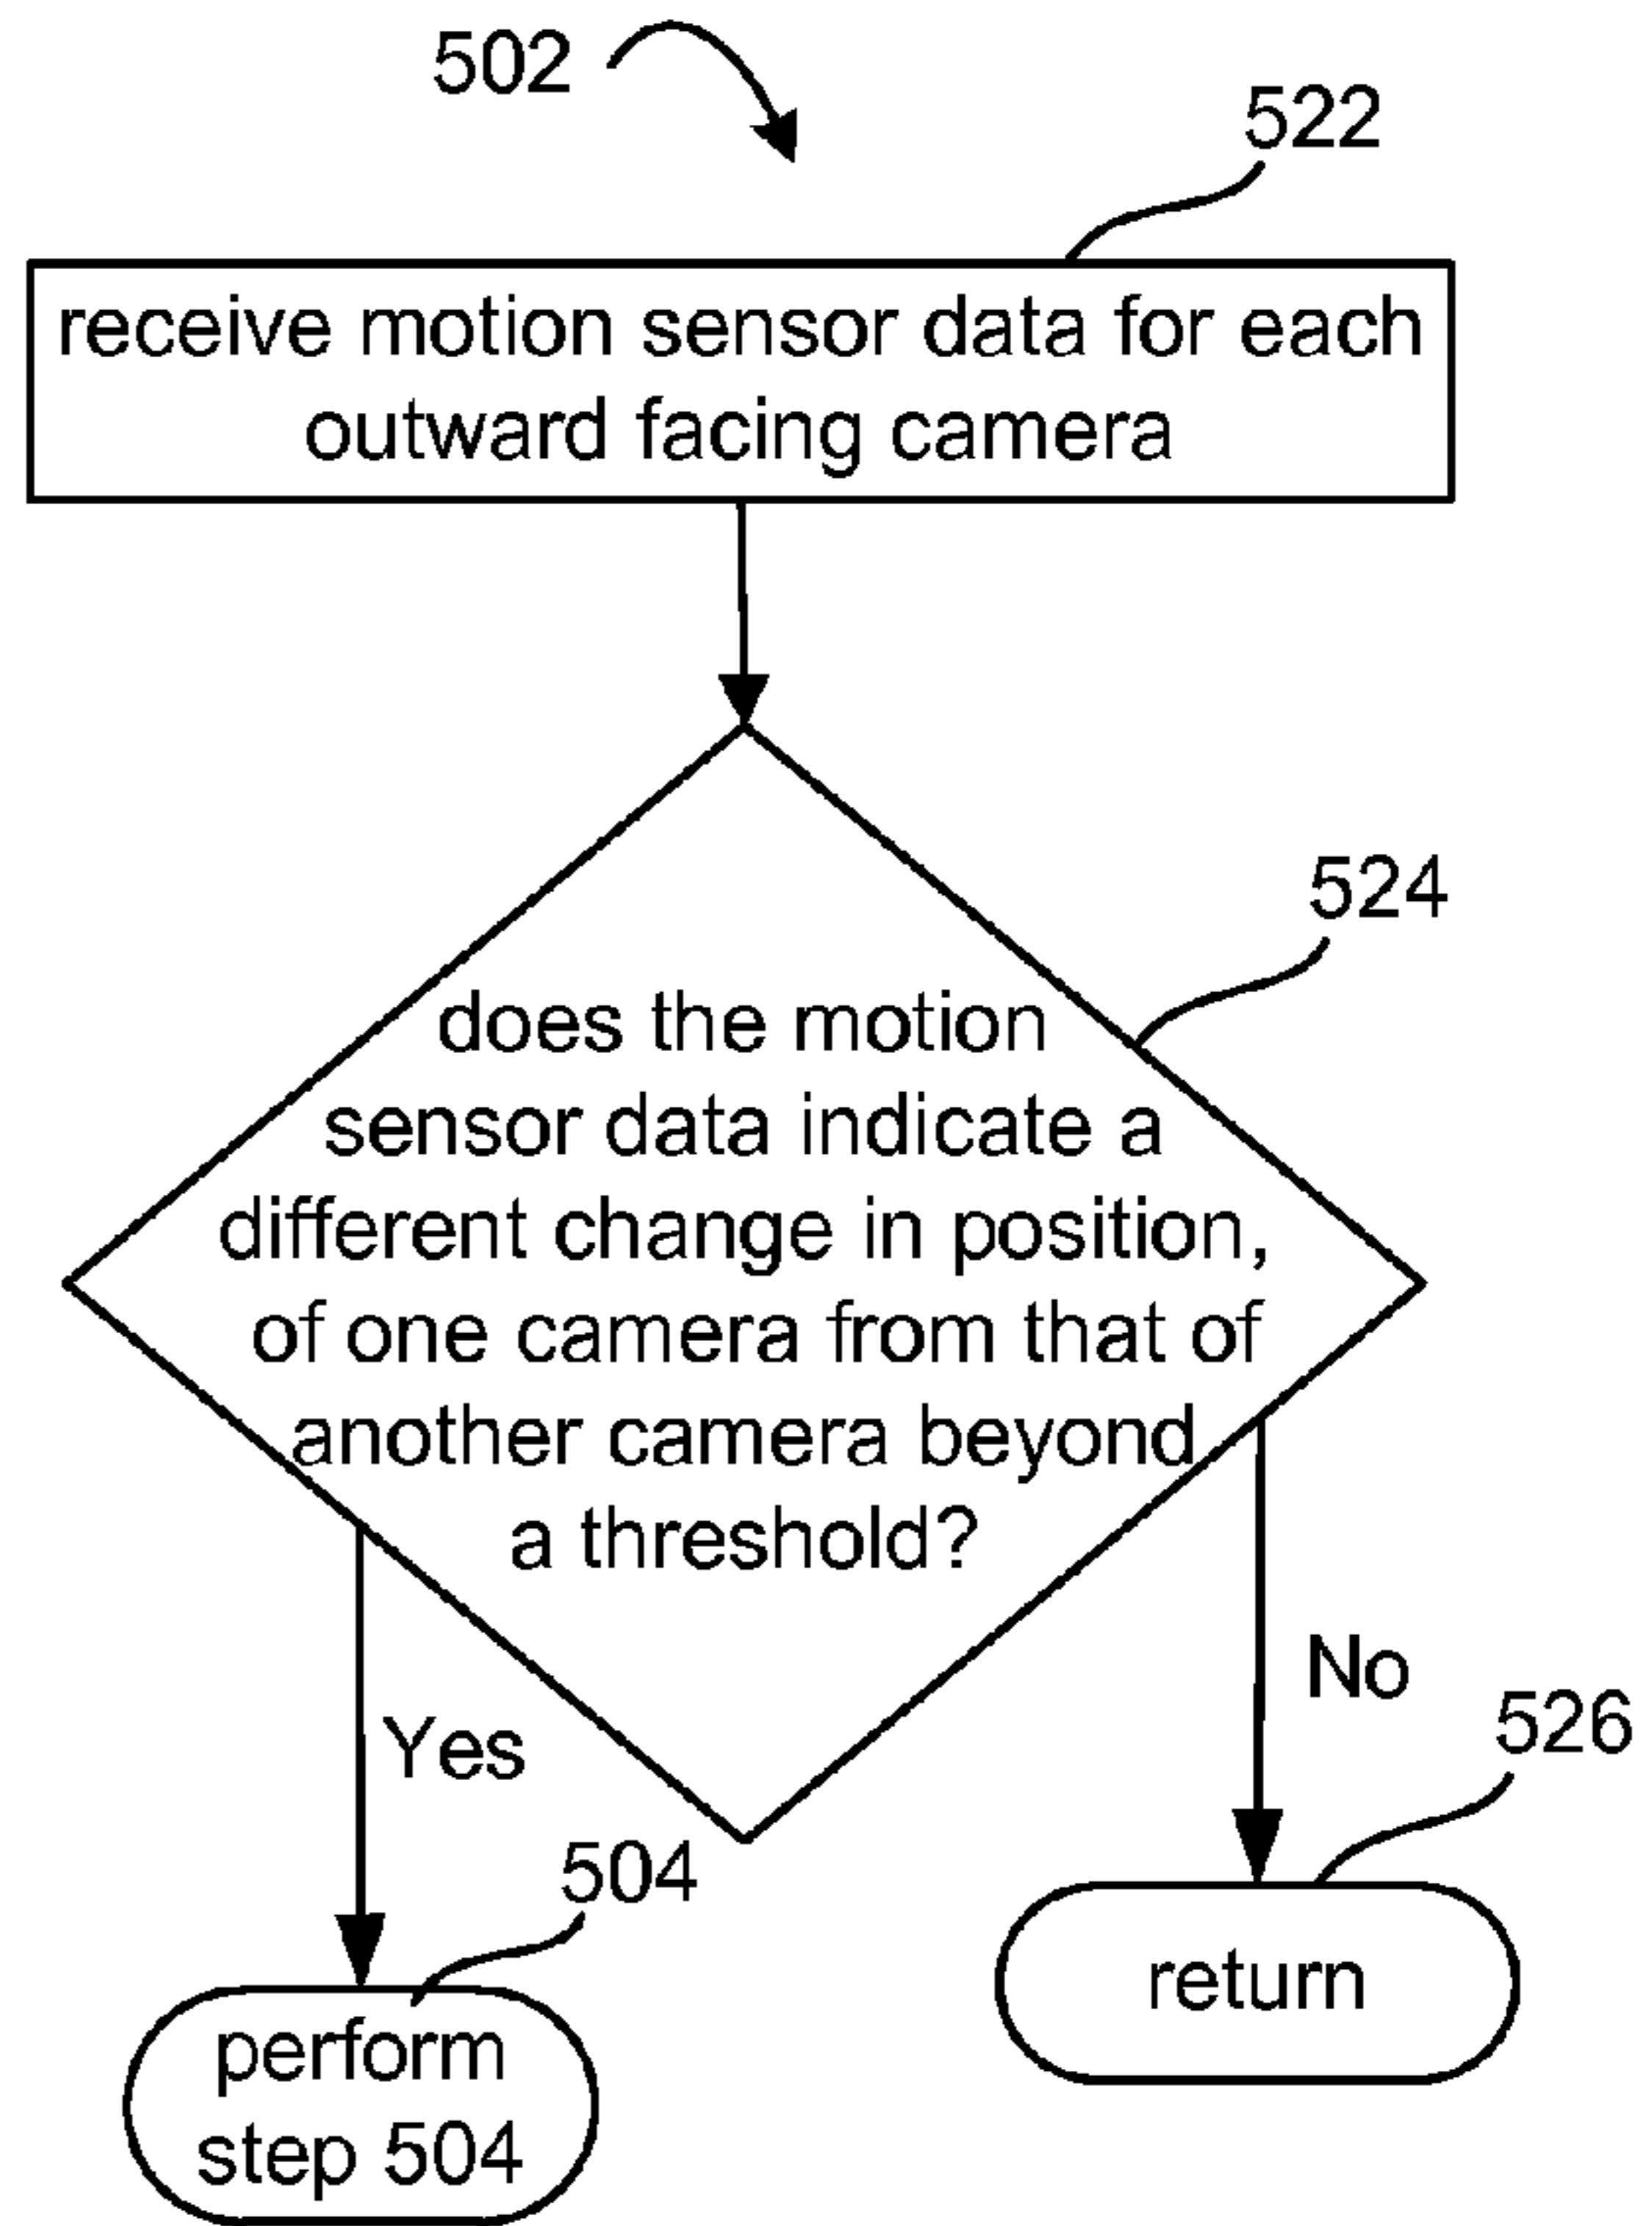 502
522
receive motion sensor data for each
outward facing camera
524
does the motion
sensor data indicate a
different change in position,
of one camera from that of
another camera beyond
a threshold?
Yes
No
526
504
return
perform
step 504